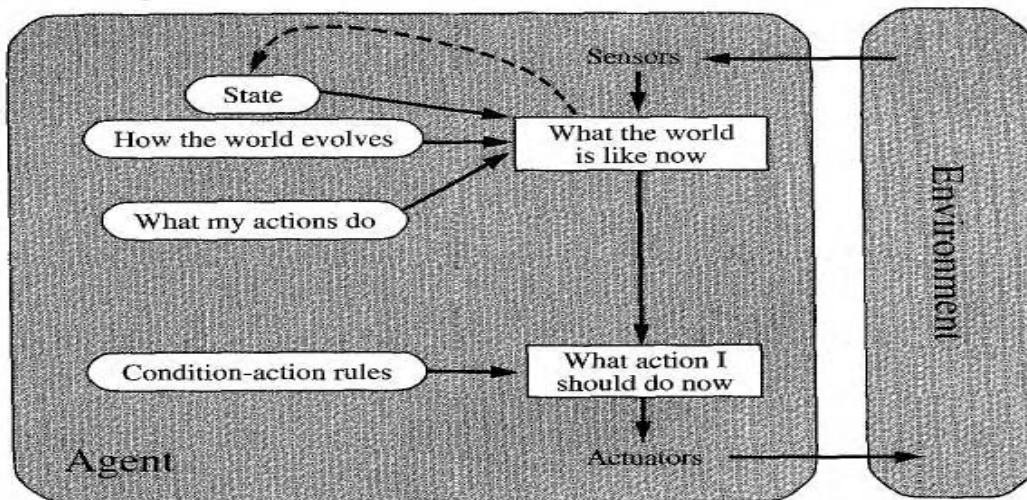 Sensors
State
How the world evolves
What the world
is like now
What my actions do
Environment
Condition-action rules
What action I
should do now
Agent
Actuators